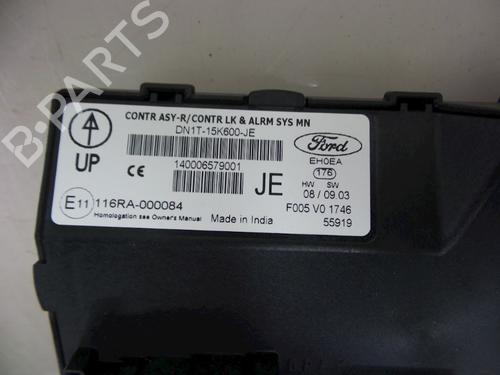 CONTR ASY-R/CONTR LK & ALRM SYS MN
DN1T-15K600-JE
UP
CE
140006579001
JE
Ford
EH0EA
176
HW SW
08 / 09.03
E11 116RA-000084
Homologation see Owner's Manual
Made in India
F005 V0 1746
55919